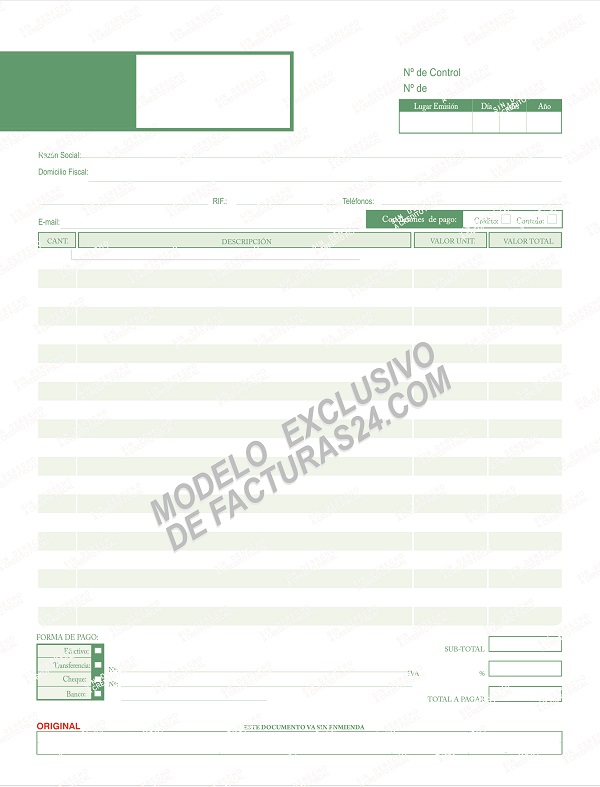 Nº de Control
Nº de
Lugar Emisión Día Mes Año
Razón Social:
Domicilio Fiscal:
RIF.: Teléfonos:
E-mail:
Condiciones de pago: Crédito: Contado:
CANT. DESCRIPCIÓN VALOR UNIT. VALOR TOTAL
MODELO EXCLUSIVO
DE FACTURAS24.COM
FORMA DE PAGO:
Efectivo:
SUB-TOTAL
Transferencia: Nº:
IVA %
Cheque: Nº:
Banco:
TOTAL A PAGAR
ORIGINAL
ESTE DOCUMENTO VA SIN ENMIENDA